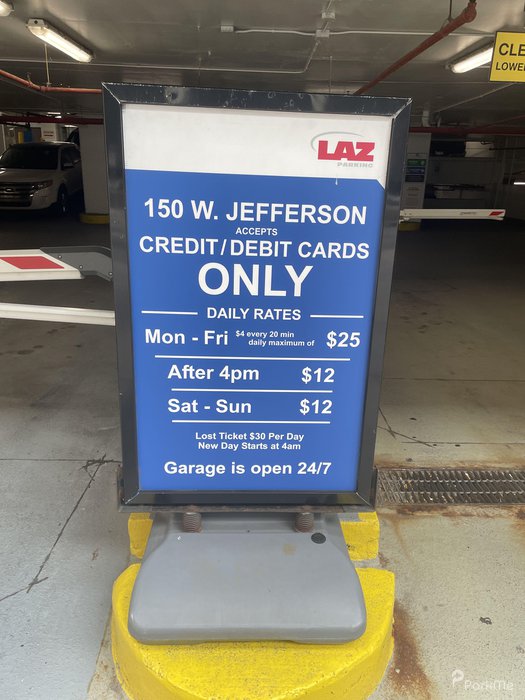 CLE
LOWE
LAZ
PARKING
150 W. JEFFERSON
ACCEPTS
CREDIT/DEBIT CARDS
ONLY
DAILY RATES
Mon - Fri $4 every 20 min daily maximum of $25
After 4pm $12
Sat - Sun $12
Lost Ticket $30 Per Day
New Day Starts at 4am
Garage is open 24/7
ParkMe